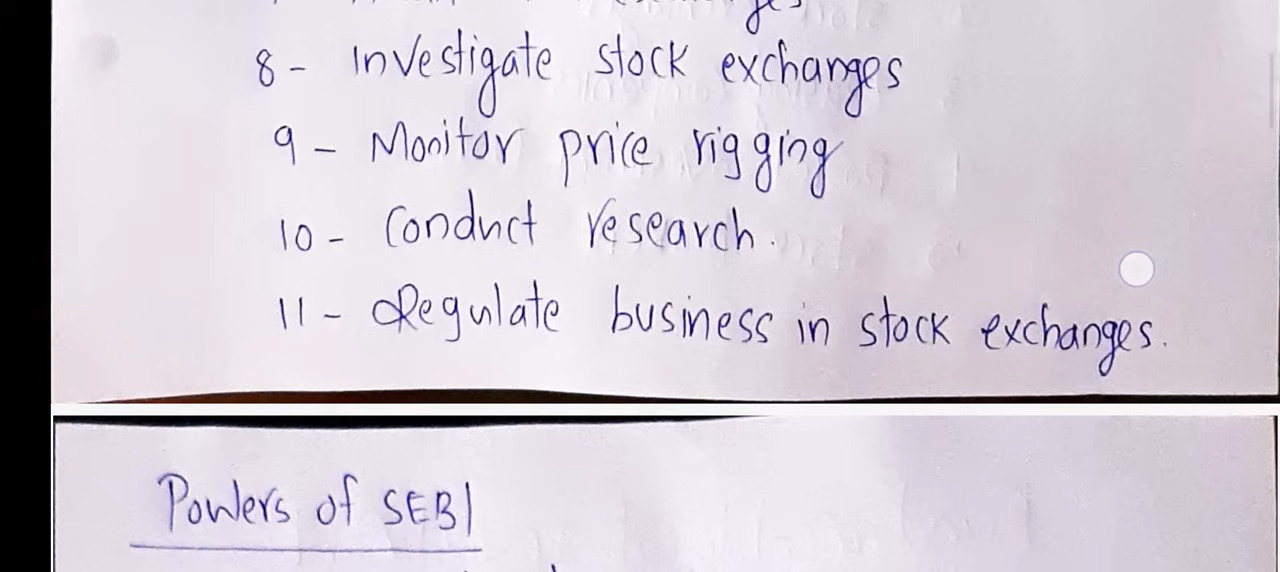 8 - Investigate stock exchanges
9 - Monitor price rigging
10 - Conduct research.
11 - Regulate business in stock exchanges.
Powers of SEBI